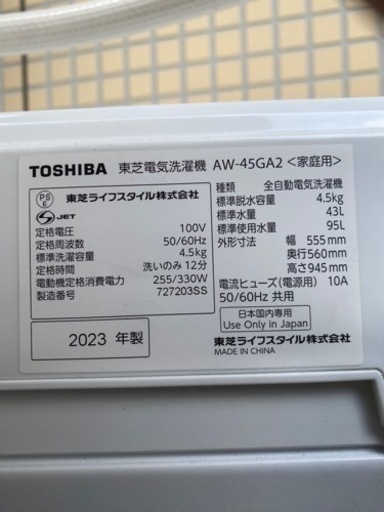 TOSHIBA 東芝電気洗濯機 AW-45GA2 <家庭用>
PS
E
東芝ライフスタイル株式会社
S JET
定格電圧 100V
定格周波数 50/60Hz
標準洗濯容量 4.5kg
定格時間 洗いのみ 12分
電動機定格消費電力 255/330W
製造番号 727203SS
2023 年製
種類 全自動電気洗濯機
標準脱水容量 4.5kg
標準水量 43L
標準使用水量 95L
外形寸法 幅 555mm
奥行560mm
高さ945mm
電流ヒューズ(電源用) 10A
50/60Hz 共用
日本国内専用
Use Only in Japan
東芝ライフスタイル株式会社
MADE IN CHINA